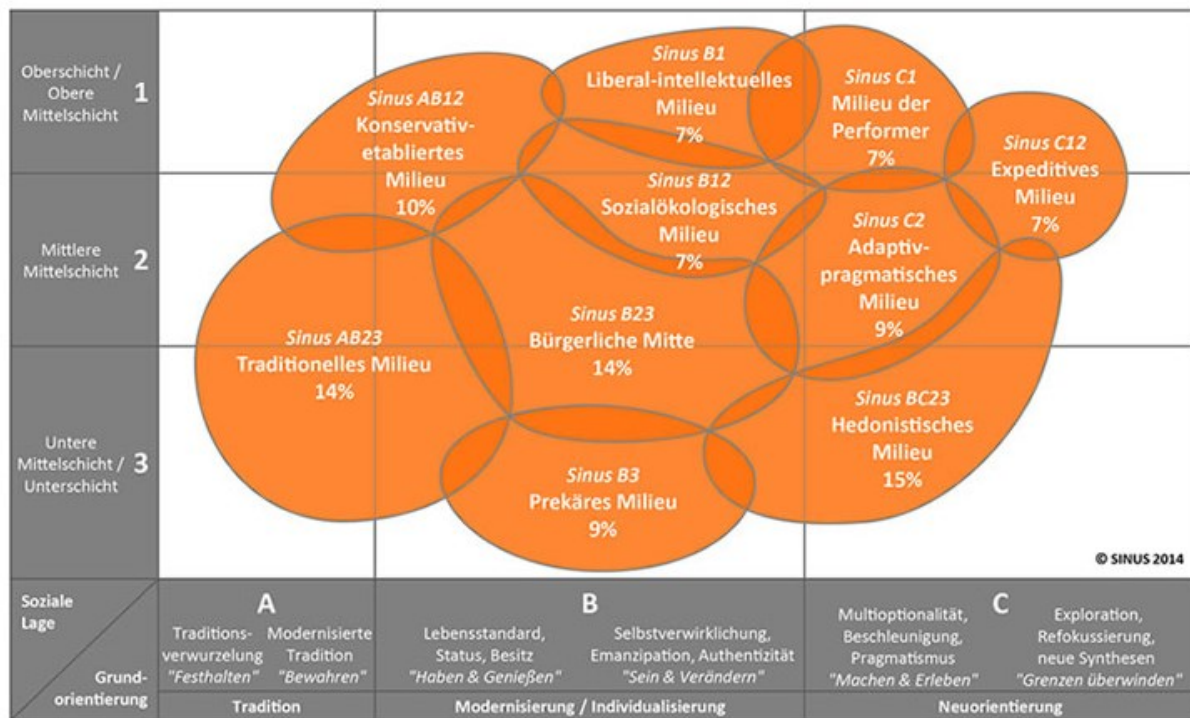 Oberschicht /
Obere
Mittelschicht
1
Mittlere
Mittelschicht
2
Untere
Mittelschicht /
Unterschicht
3
Sinus AB12
Konservativ-
etabliertes
Milieu
10%
Sinus B1
Liberal-intellektuelles
Milieu
7%
Sinus C1
Milieu der
Performer
7%
Sinus C12
Expeditives
Milieu
7%
Sinus B12
Sozialökologisches
Milieu
7%
Sinus C2
Adaptiv-
pragmatisches
Milieu
9%
Sinus AB23
Traditionelles Milieu
14%
Sinus B23
Bürgerliche Mitte
14%
Sinus BC23
Hedonistisches
Milieu
15%
Sinus B3
Prekäres Milieu
9%
© SINUS 2014
Soziale
Lage
Grund-
orientierung
A
Traditions-
verwurzelung
"Festhalten"
Modernisierte
Tradition
"Bewahren"
Tradition
B
Lebensstandard,
Status, Besitz
"Haben & Genießen"
Selbstverwirklichung,
Emanzipation, Authentizität
"Sein & Verändern"
Modernisierung / Individualisierung
C
Multioptionalität,
Beschleunigung,
Pragmatismus
"Machen & Erleben"
Exploration,
Refokussierung,
neue Synthesen
"Grenzen überwinden"
Neuorientierung